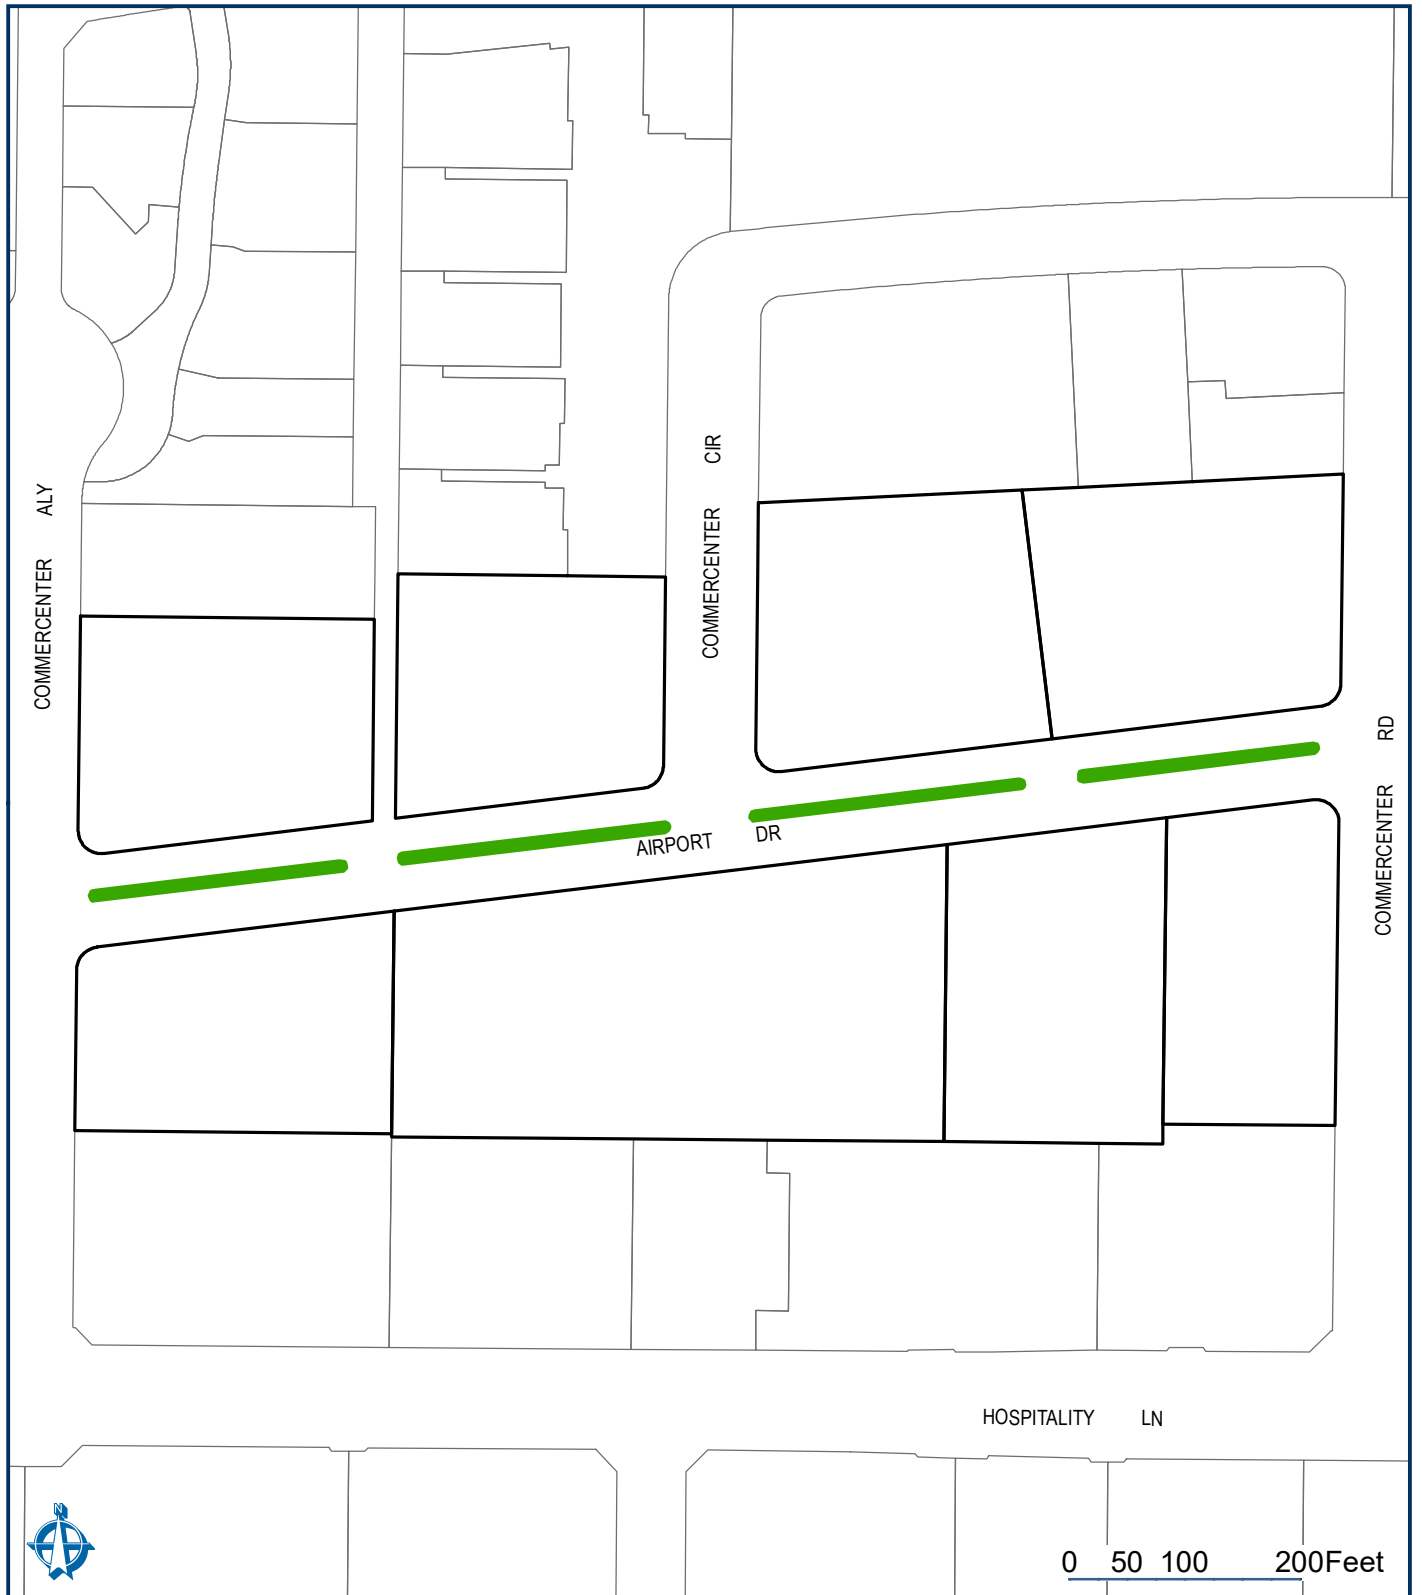 COMMERCENTER ALY
COMMERCENTER CIR
COMMERCENTER RD
AIRPORT DR
HOSPITALITY LN
N
0 50 100 200Feet